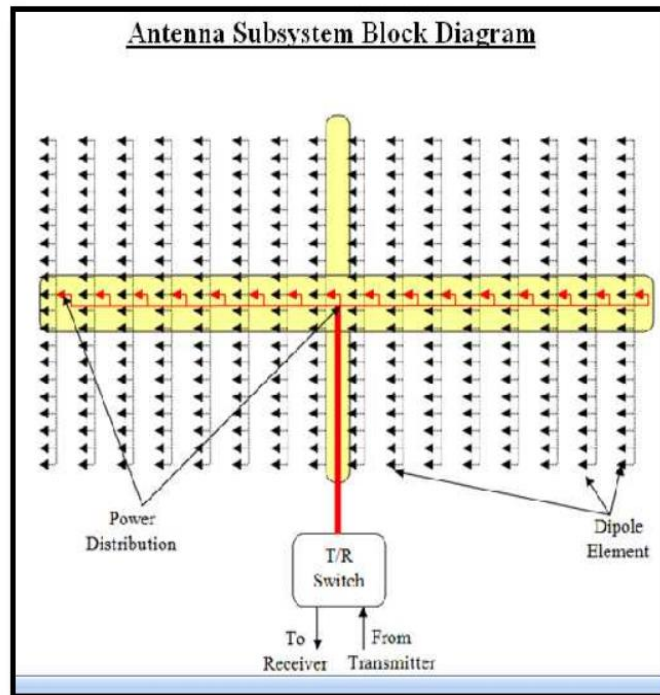 Antenna Subsystem Block Diagram
Power
Distribution
Dipole
Element
T/R
Switch
To
Receiver
From
Transmitter